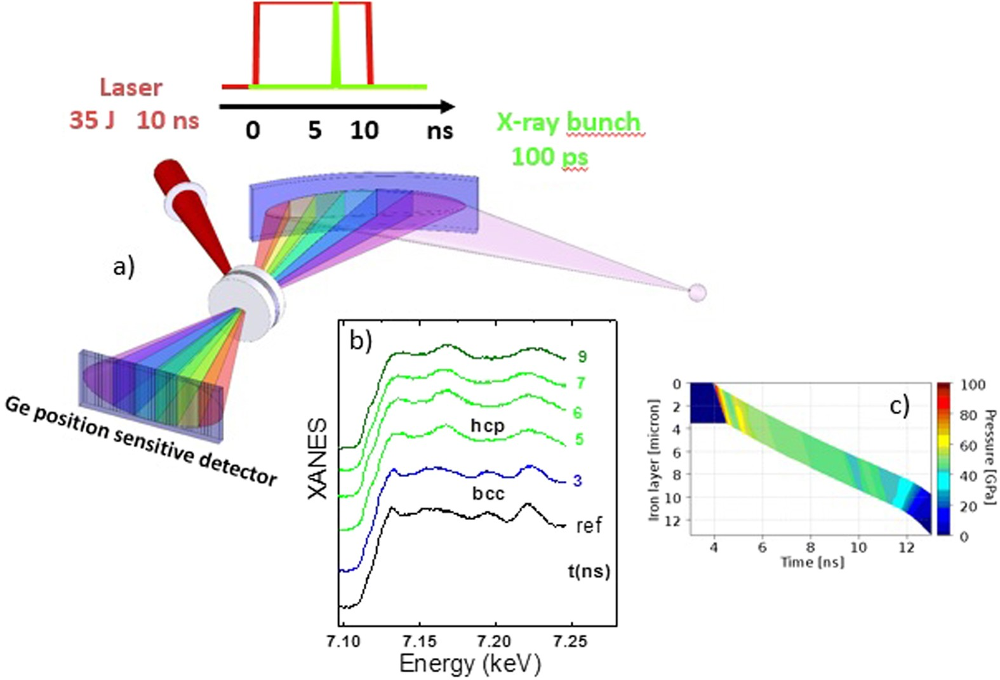 Laser
35 J 10 ns
0 5 10 ns
X-ray bunch
100 ps
a)
Ge position sensitive detector
b)
9
7
6
hcp
5
3
bcc
ref
t(ns)
XANES
7.10 7.15 7.20 7.25
Energy (keV)
c)
0
2
4
6
8
10
12
Iron layer [micron]
4 6 8 10 12
Time [ns]
100
80
60
40
20
0
Pressure [GPa]